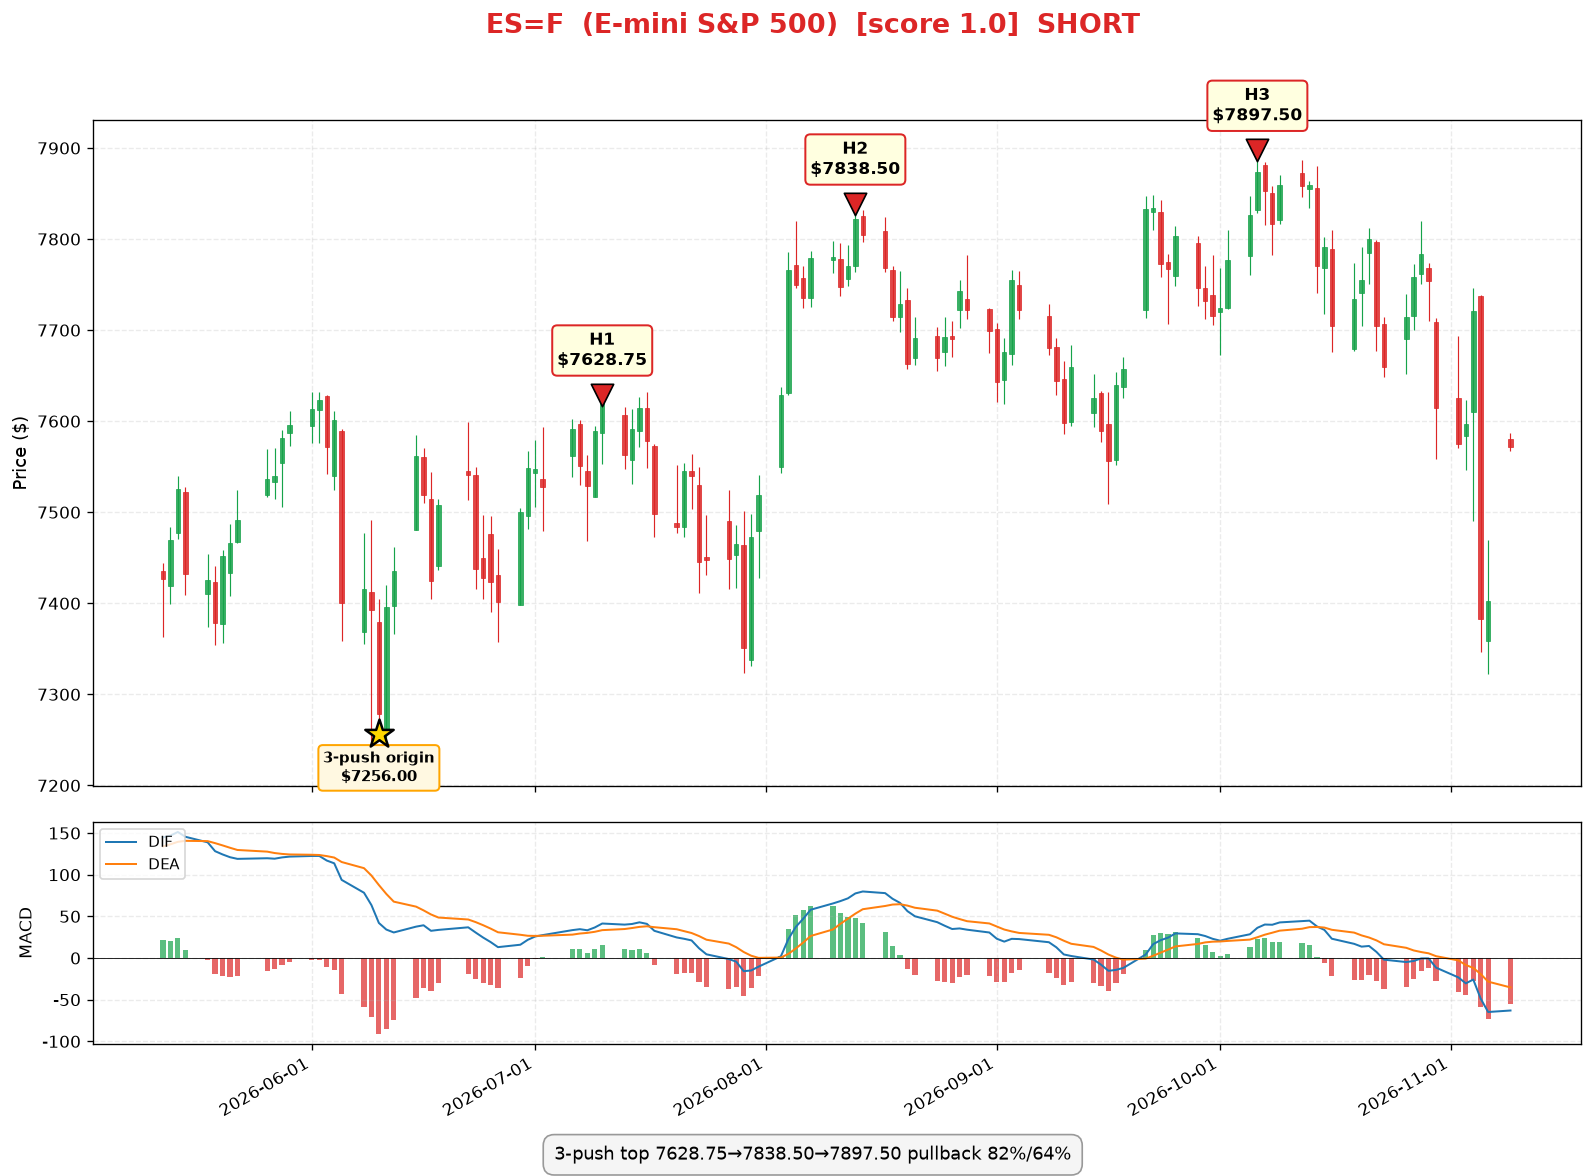 ES=F  (E-mini S&P 500)  [score 1.0]  SHORT
H3
$7897.50
H2
$7838.50
H1
$7628.75
3-push origin
$7256.00
Price ($)
7900
7800
7700
7600
7500
7400
7300
7200
DIF
DEA
MACD
150
100
50
0
-50
-100
2026-06-01
2026-07-01
2026-08-01
2026-09-01
2026-10-01
2026-11-01
3-push top 7628.75→7838.50→7897.50 pullback 82%/64%